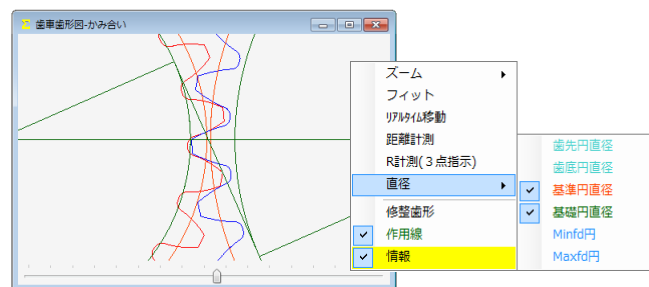 歯車歯形図-かみ合い
ズーム
フィット
リアルタイム移動
距離計測
R計測(３点指示)
直径
修整歯形
作用線
情報
歯先円直径
歯底円直径
基準円直径
基礎円直径
Minfd円
Maxfd円